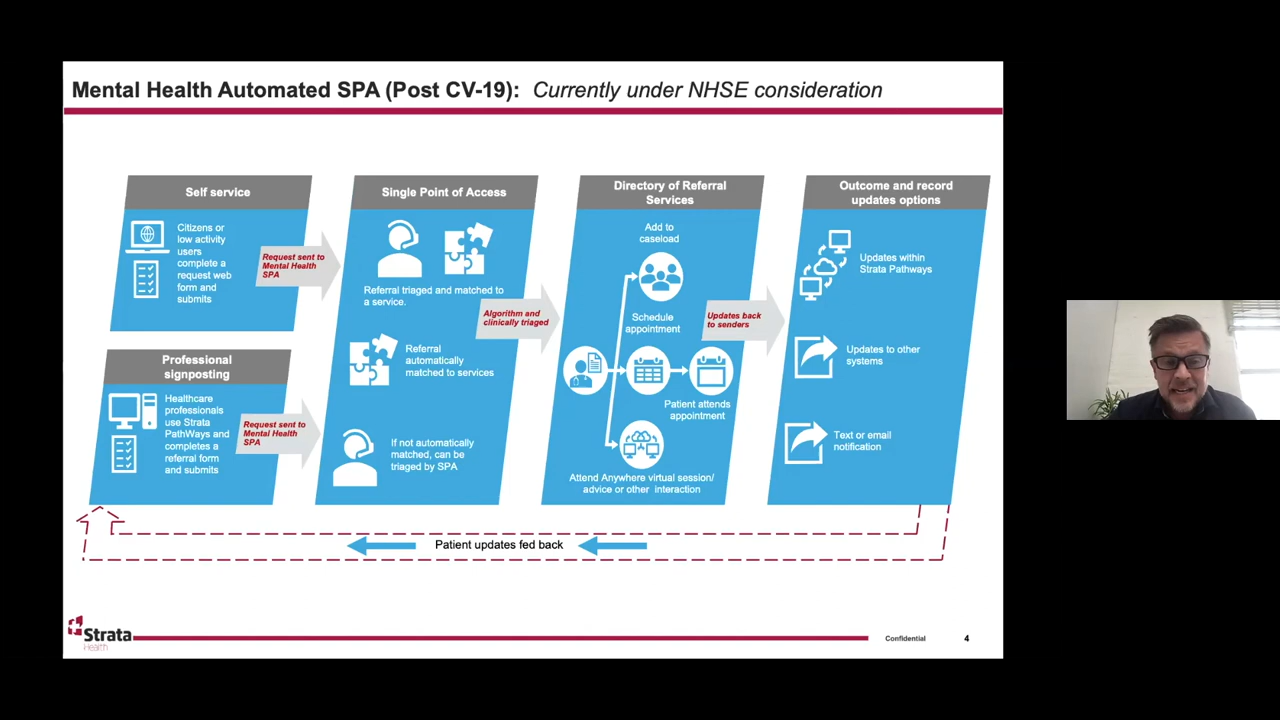 Mental Health Automated SPA (Post CV-19): Currently under NHSE consideration
Self service
Citizens or
low activity
users
complete a
request web
form and
submits
Request sent to
Mental Health
SPA
Professional
signposting
Healthcare
professionals
use Strata
PathWays and
completes a
referral form
and submits
Request sent to
Mental Health
SPA
Single Point of Access
Referral triaged and matched to
a service.
Referral
automatically
matched to services
If not automatically
matched, can be
triaged by SPA
Algorithm and
clinically triaged
Directory of Referral
Services
Add to
caseload
Schedule
appointment
Patient attends
appointment
Attend Anywhere virtual session/
advice or other interaction
Updates back
to senders
Outcome and record
updates options
Updates within
Strata Pathways
Updates to other
systems
Text or email
notification
Patient updates fed back
Strata
Health
Confidential
4